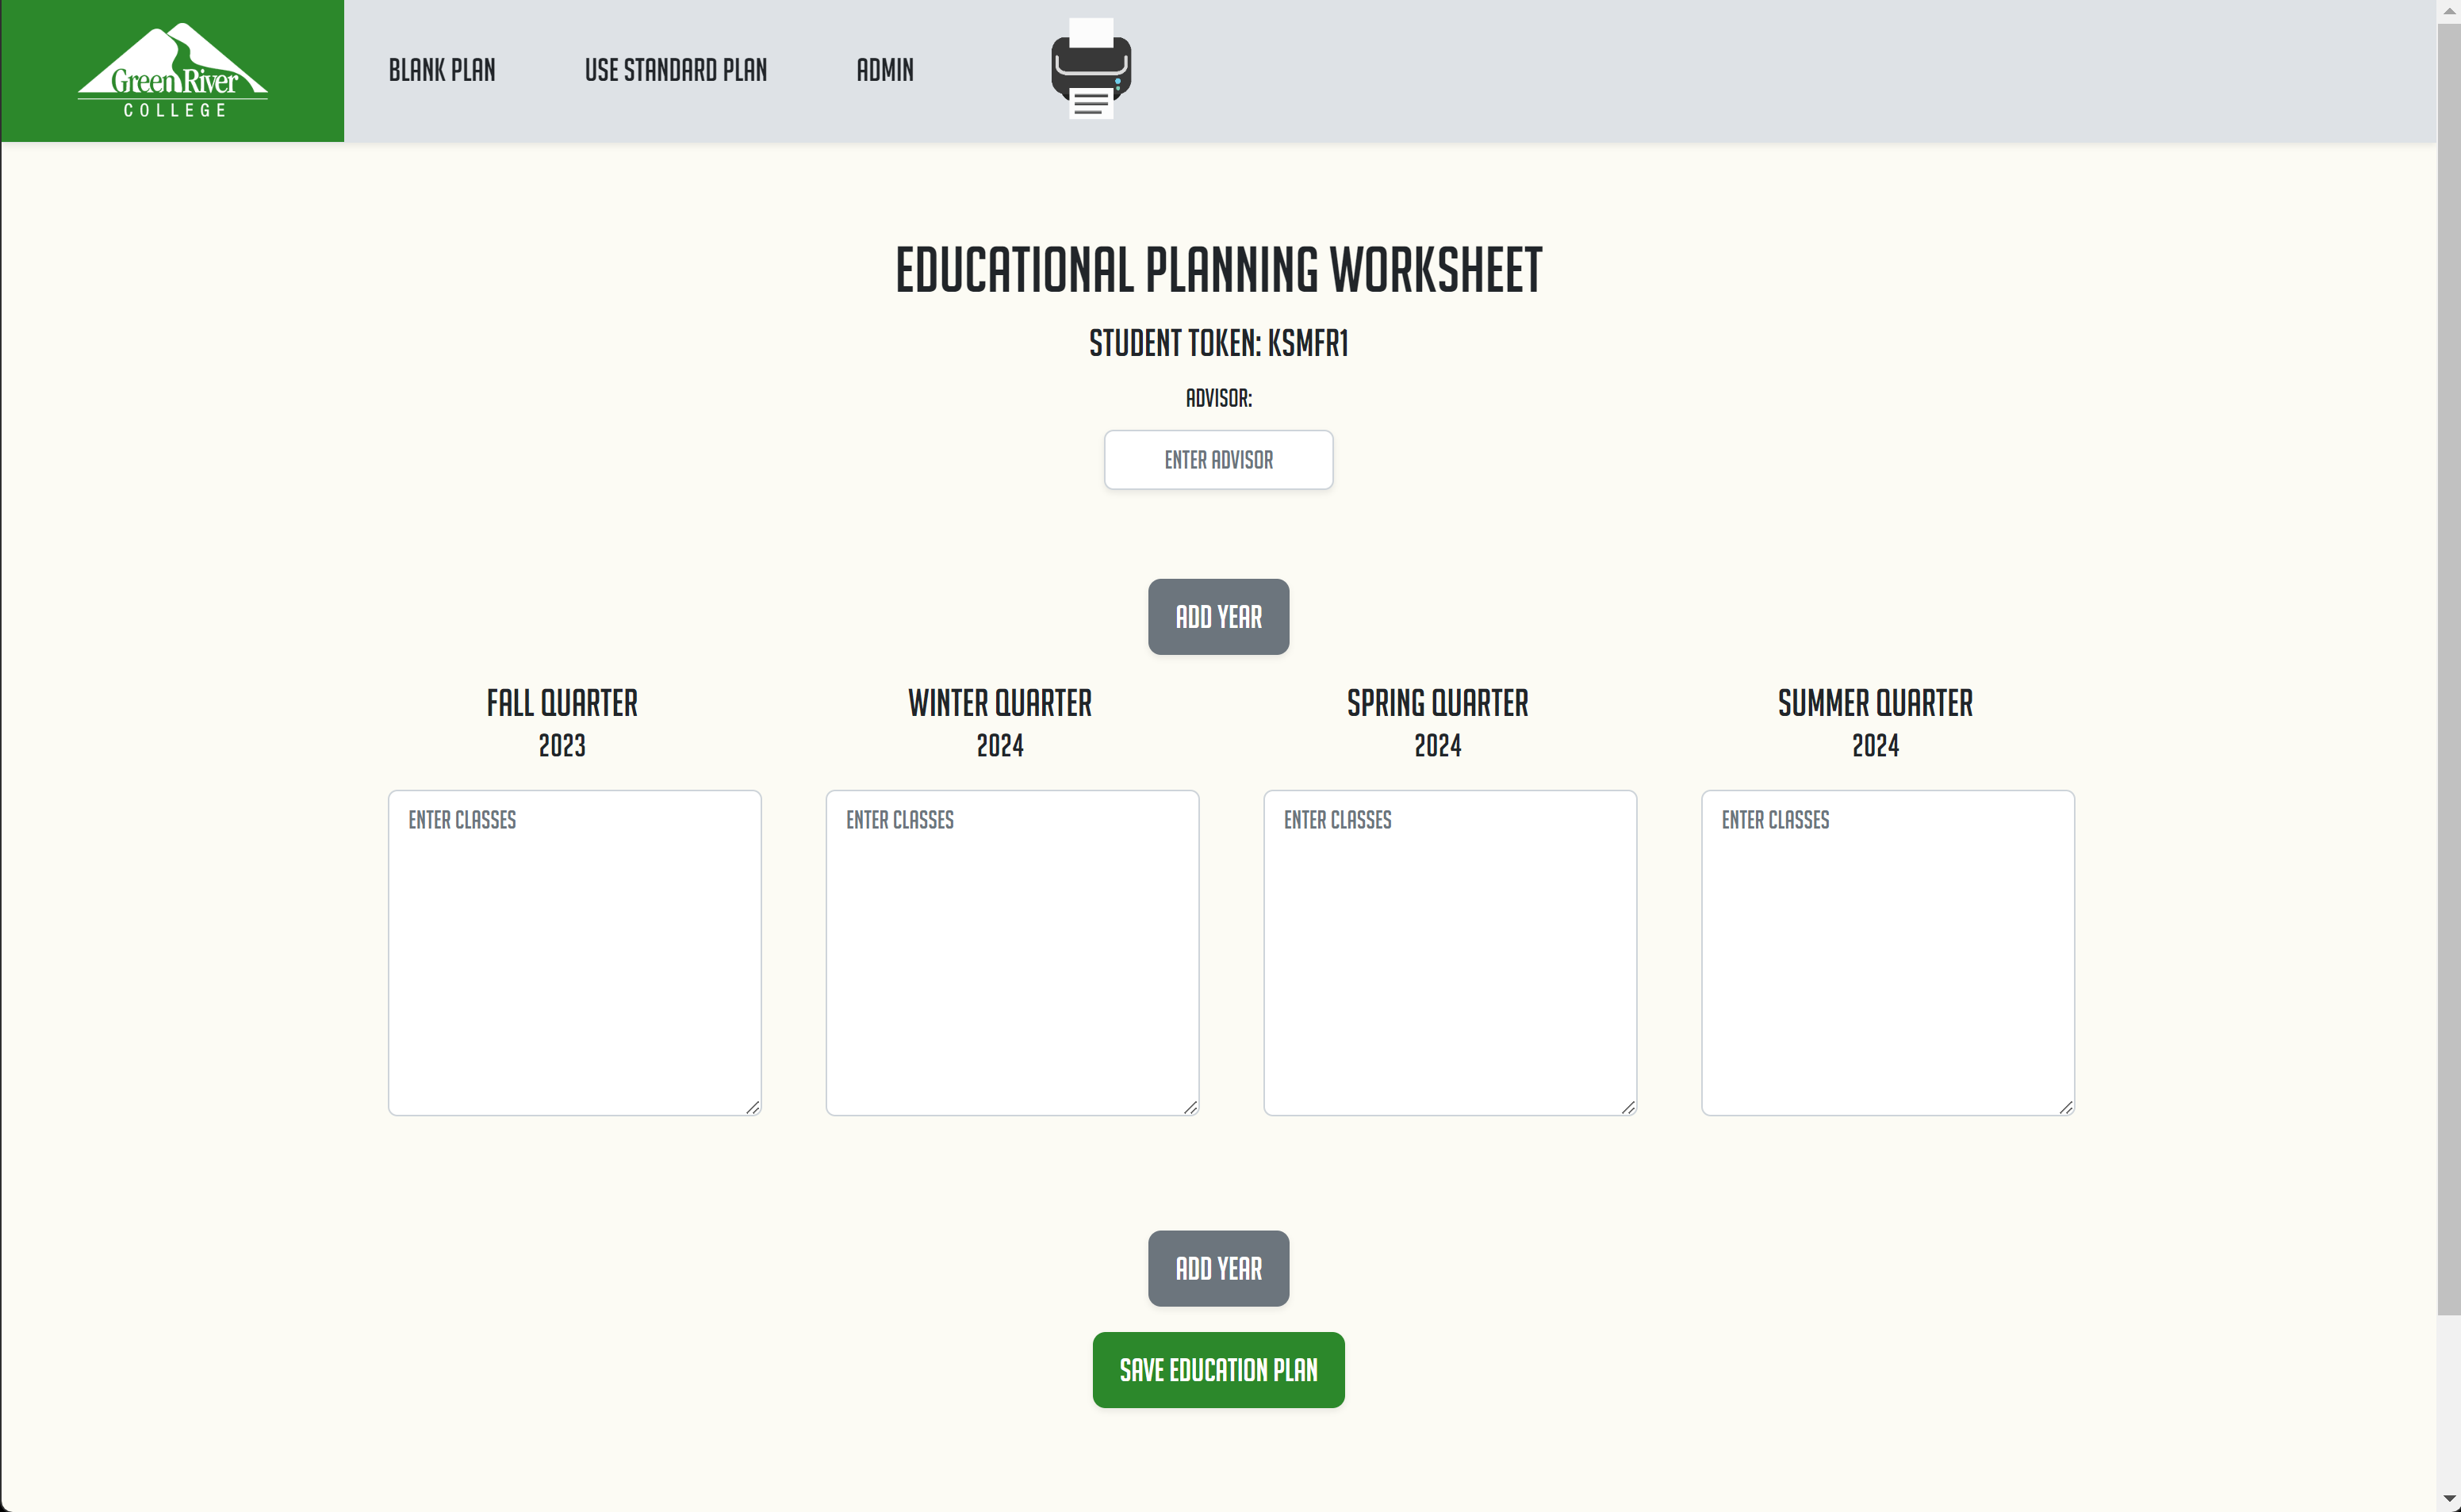 Green River
COLLEGE
BLANK PLAN
USE STANDARD PLAN
ADMIN
EDUCATIONAL PLANNING WORKSHEET
STUDENT TOKEN: KSMFR1
ADVISOR:
ENTER ADVISOR
ADD YEAR
FALL QUARTER
2023
WINTER QUARTER
2024
SPRING QUARTER
2024
SUMMER QUARTER
2024
ENTER CLASSES
ENTER CLASSES
ENTER CLASSES
ENTER CLASSES
ADD YEAR
SAVE EDUCATION PLAN